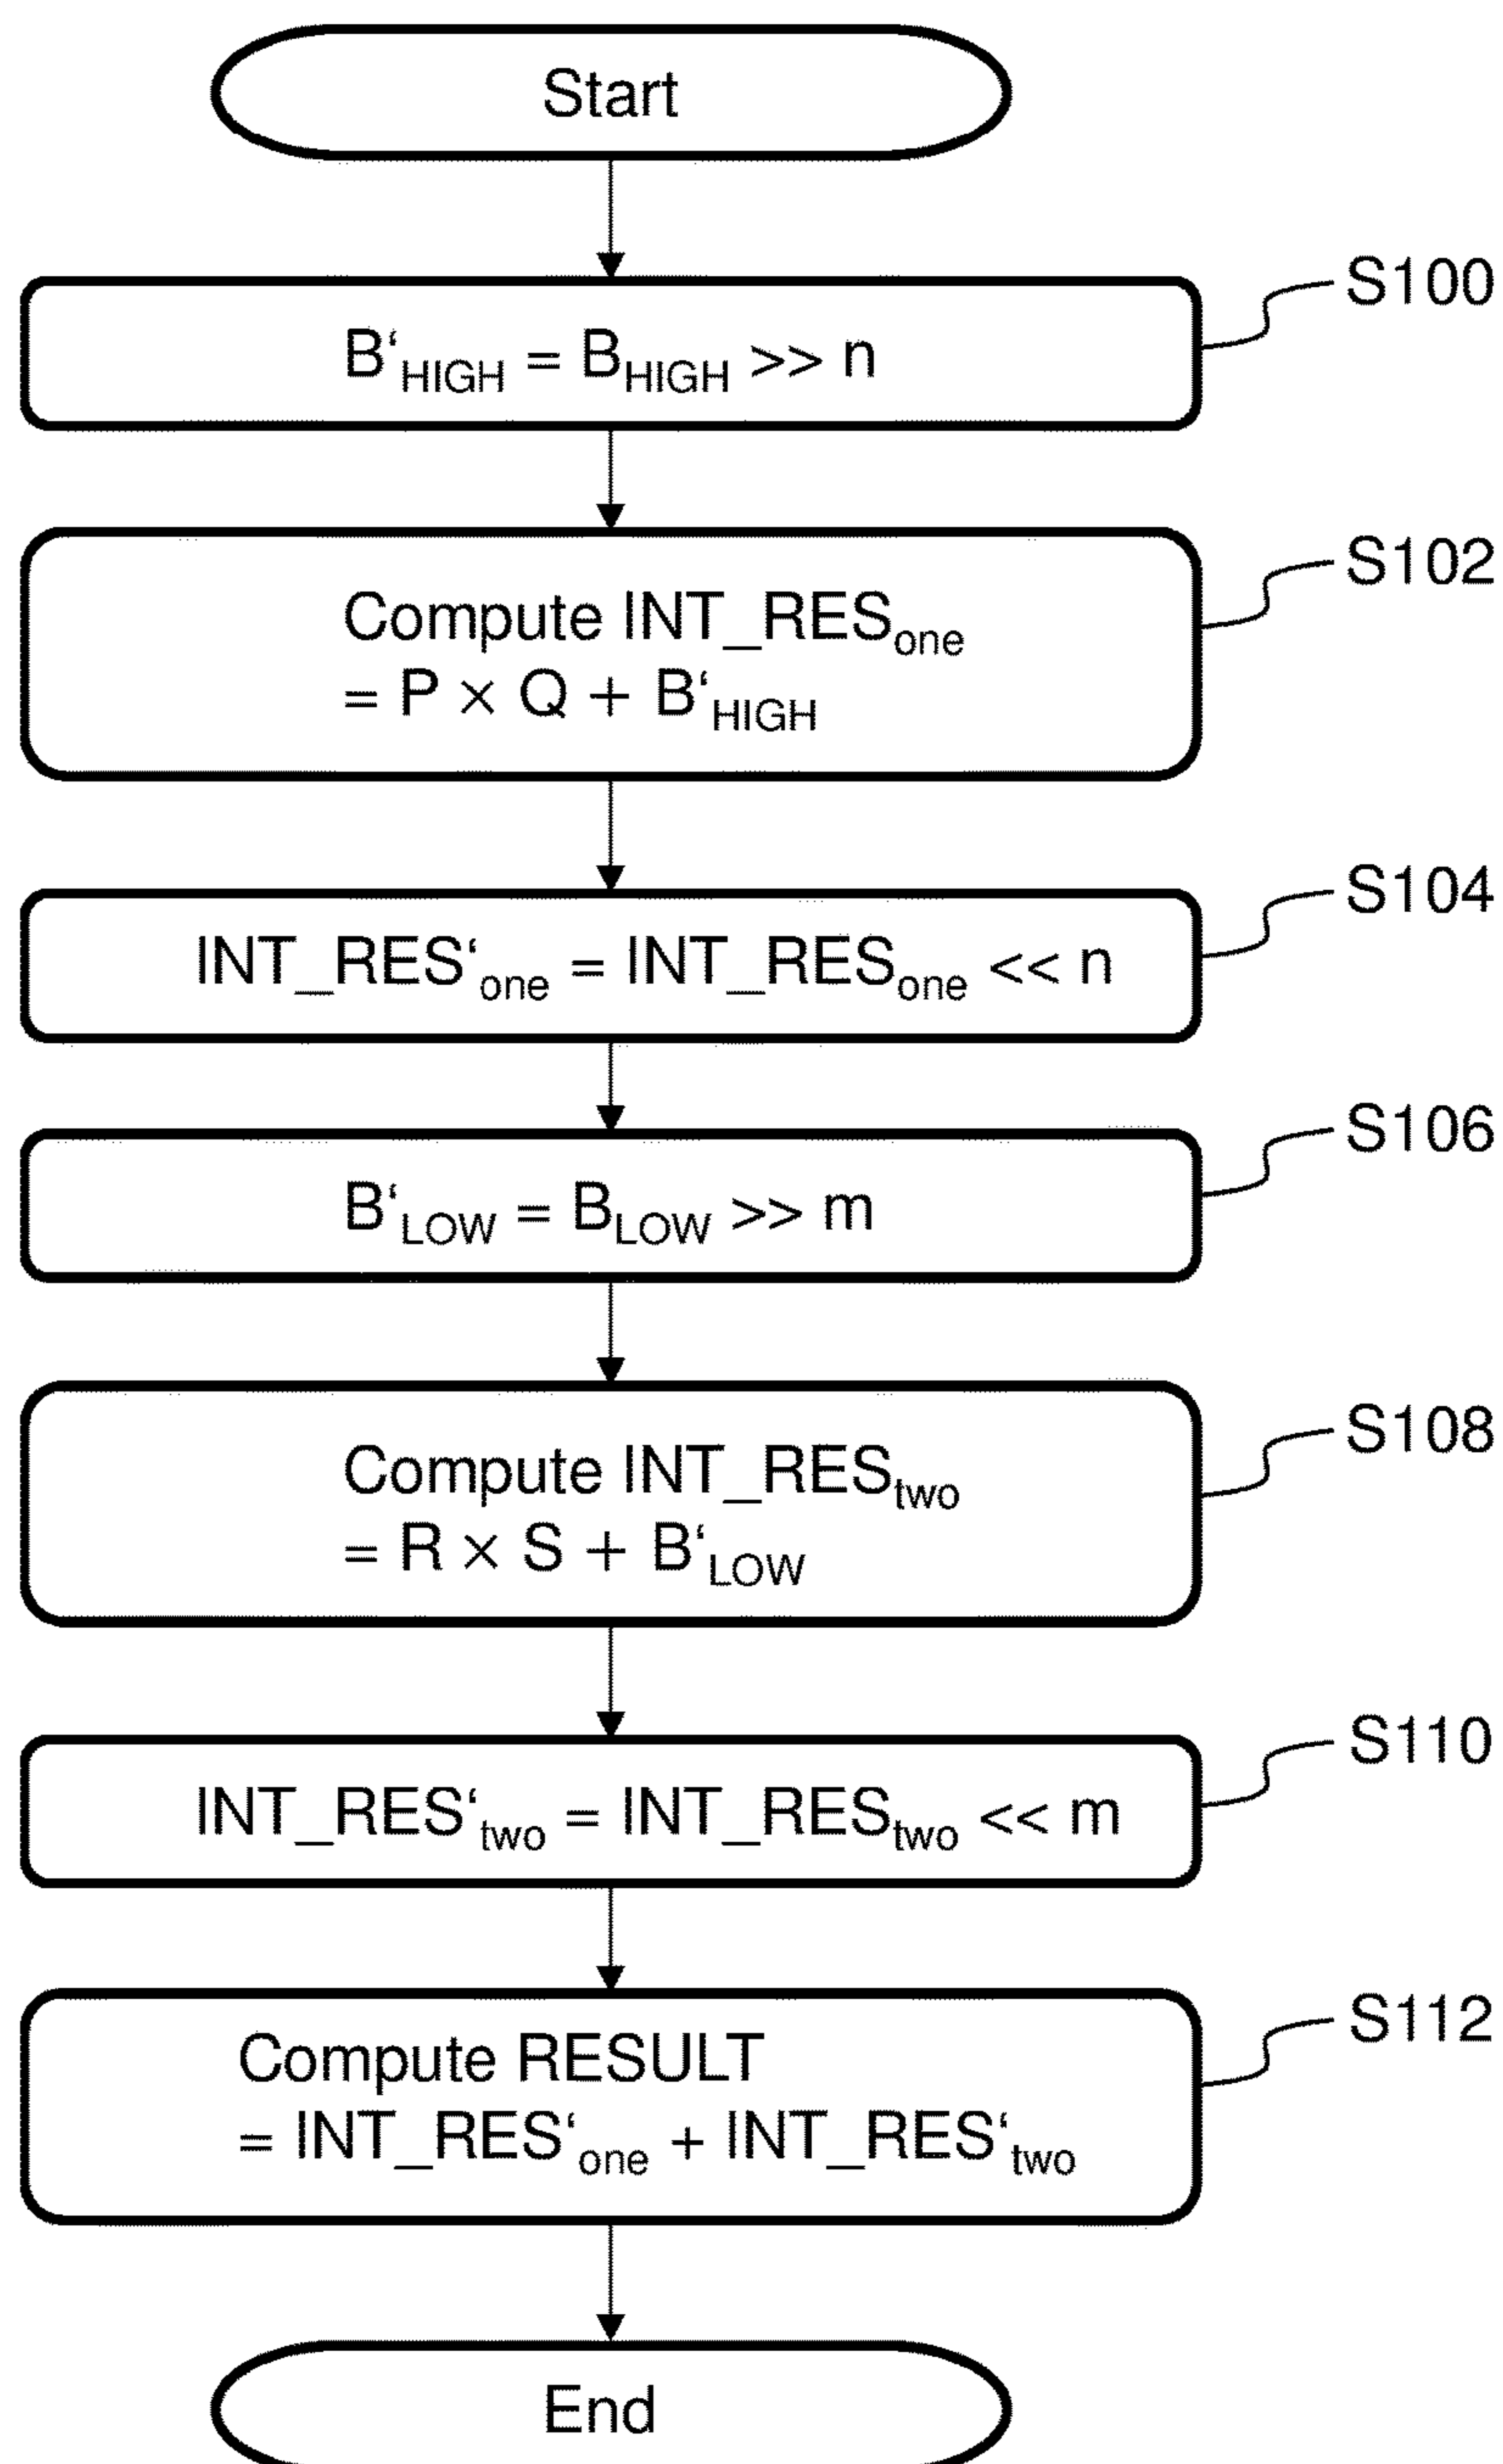 Start
B‘HIGH = BHIGH >> n
S100
Compute INT_RESone
= P × Q + B‘HIGH
S102
INT_RES‘one = INT_RESone << n
S104
B‘LOW = BLOW >> m
S106
Compute INT_REStwo
= R × S + B‘LOW
S108
INT_RES‘two = INT_REStwo << m
S110
Compute RESULT
= INT_RES‘one + INT_RES‘two
S112
End